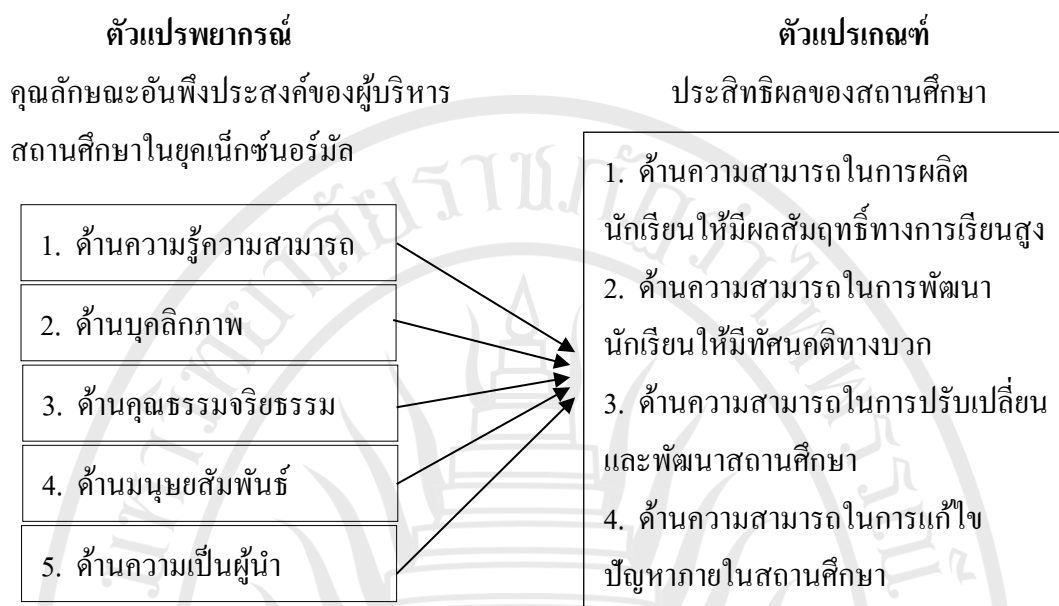 ตัวแปรพยากรณ์
คุณลักษณะอันพึงประสงค์ของผู้บริหาร
สถานศึกษาในยุคเน็กซ์นอร์มัล
1. ด้านความรู้ความสามารถ
2. ด้านบุคลิกภาพ
3. ด้านคุณธรรมจริยธรรม
4. ด้านมนุษยสัมพันธ์
5. ด้านความเป็นผู้นำ
ตัวแปรเกณฑ์
ประสิทธิผลของสถานศึกษา
1. ด้านความสามารถในการผลิต
นักเรียนให้มีผลสัมฤทธิ์ทางการเรียนสูง
2. ด้านความสามารถในการพัฒนา
นักเรียนให้มีทัศนคติทางบวก
3. ด้านความสามารถในการปรับเปลี่ยน
และพัฒนาสถานศึกษา
4. ด้านความสามารถในการแก้ไข
ปัญหาภายในสถานศึกษา